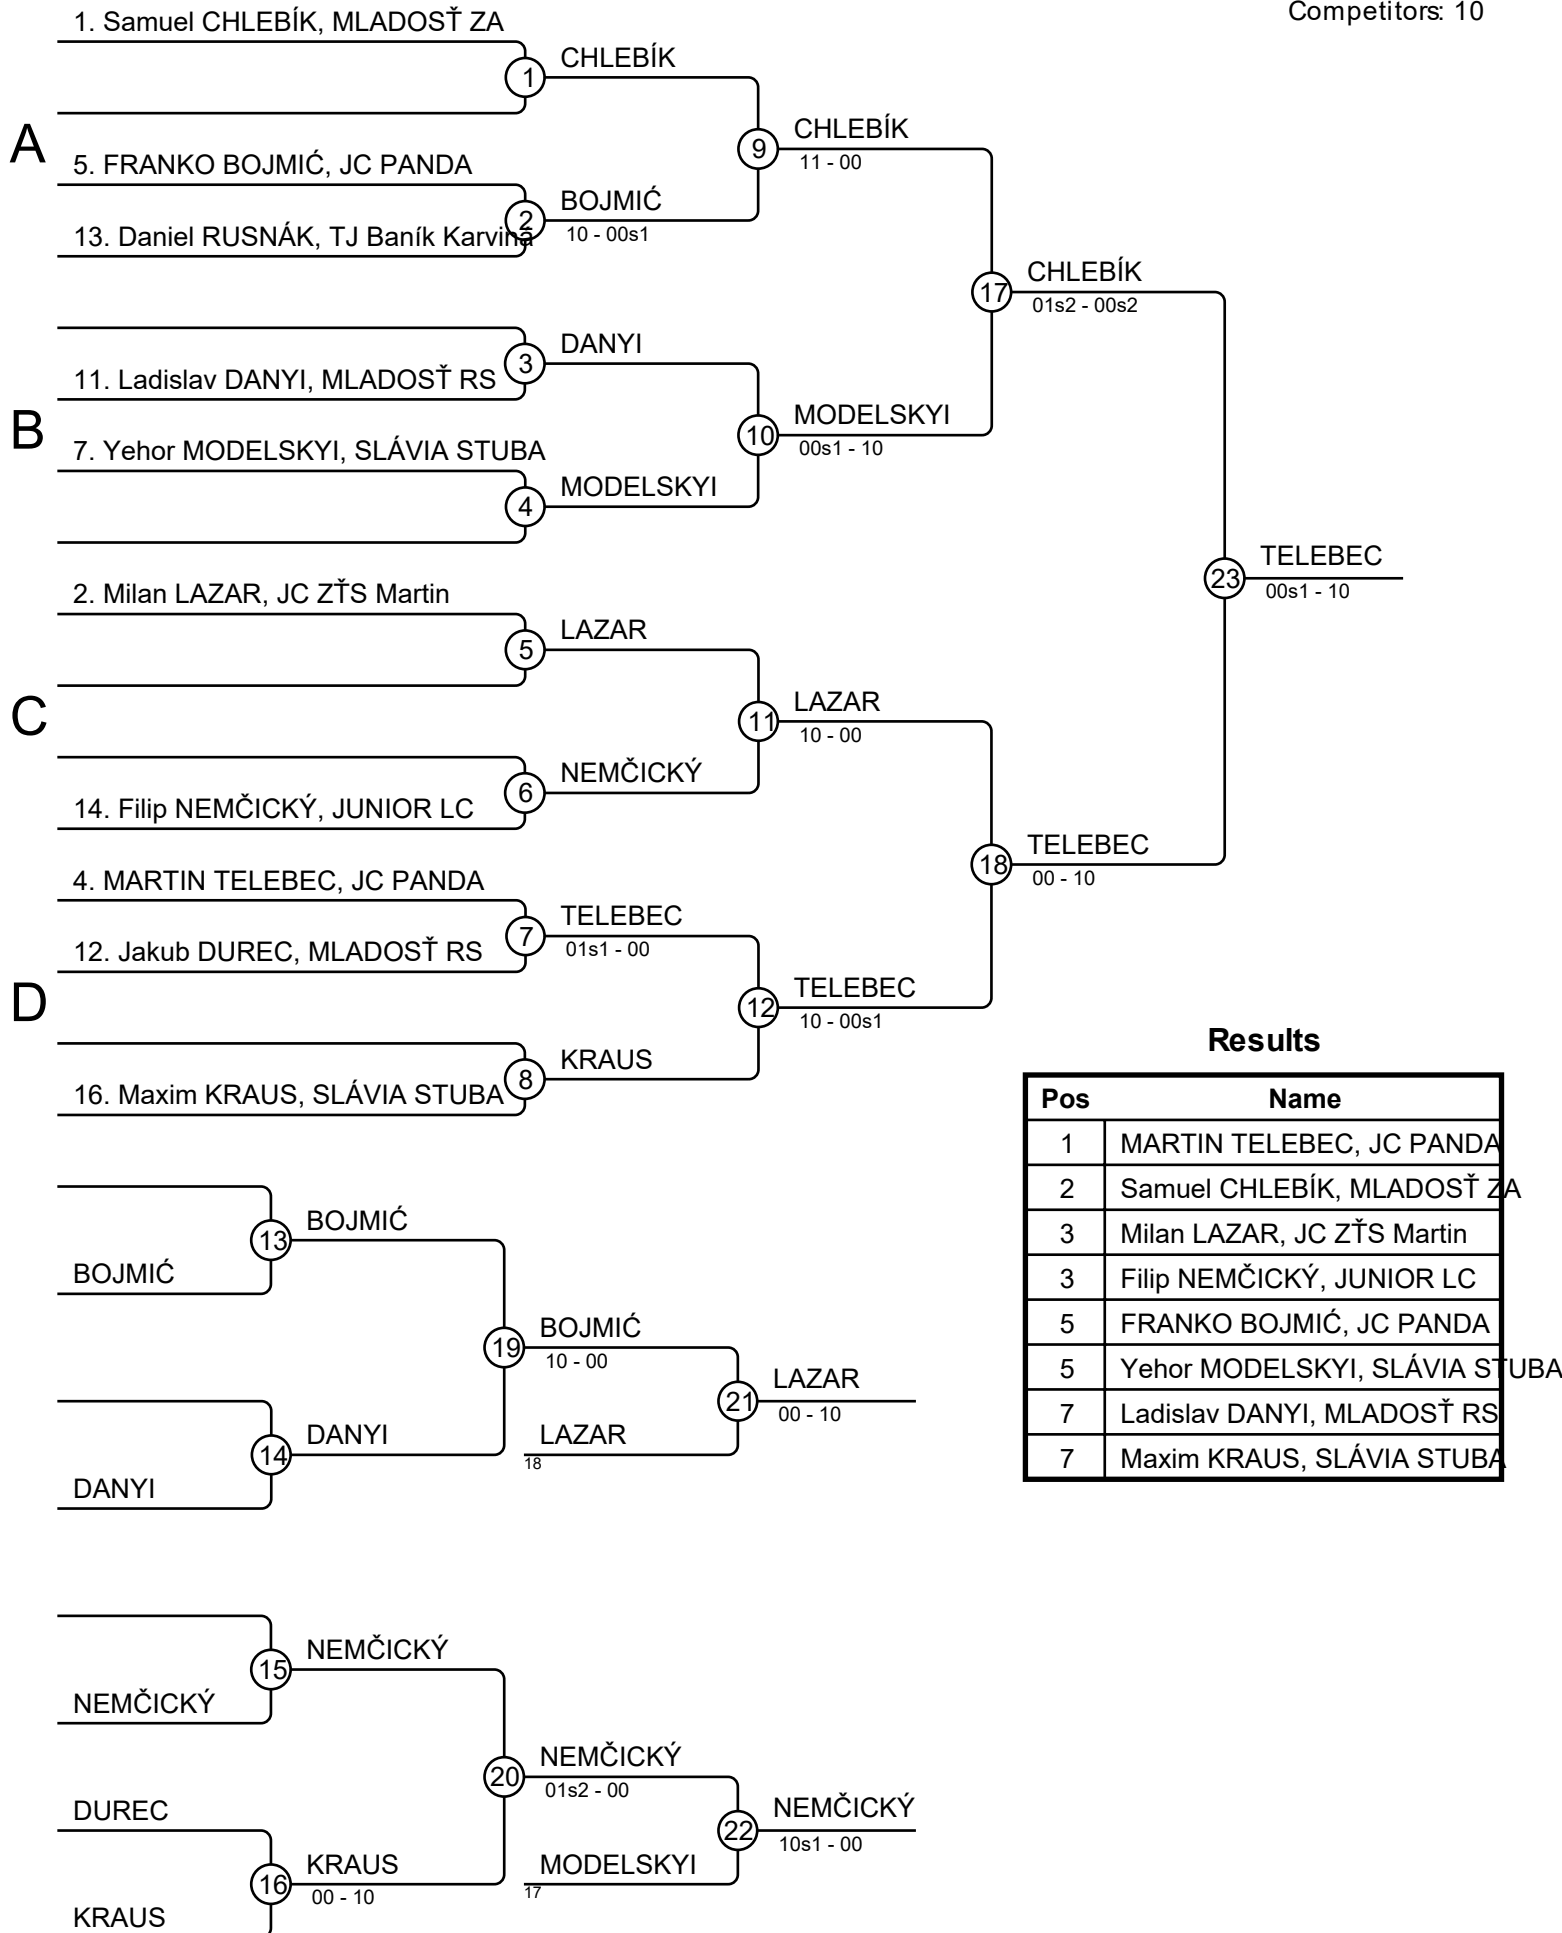 Competitors: 10
1. Samuel CHLEBÍK, MLADOSŤ ZA
1
CHLEBÍK
A
5. FRANKO BOJMIĆ, JC PANDA
13. Daniel RUSNÁK, TJ Baník Karviná
2
BOJMIĆ
10 - 00s1
9
CHLEBÍK
11 - 00
3
DANYI
11. Ladislav DANYI, MLADOSŤ RS
B
7. Yehor MODELSKYI, SLÁVIA STUBA
4
MODELSKYI
10
MODELSKYI
00s1 - 10
17
CHLEBÍK
01s2 - 00s2
2. Milan LAZAR, JC ZŤS Martin
5
LAZAR
C
6
NEMČICKÝ
14. Filip NEMČICKÝ, JUNIOR LC
11
LAZAR
10 - 00
4. MARTIN TELEBEC, JC PANDA
12. Jakub DUREC, MLADOSŤ RS
7
TELEBEC
01s1 - 00
D
8
KRAUS
16. Maxim KRAUS, SLÁVIA STUBA
12
TELEBEC
10 - 00s1
18
TELEBEC
00 - 10
23
TELEBEC
00s1 - 10
Results
Pos Name
1 MARTIN TELEBEC, JC PANDA
2 Samuel CHLEBÍK, MLADOSŤ ZA
3 Milan LAZAR, JC ZŤS Martin
3 Filip NEMČICKÝ, JUNIOR LC
5 FRANKO BOJMIĆ, JC PANDA
5 Yehor MODELSKYI, SLÁVIA STUBA
7 Ladislav DANYI, MLADOSŤ RS
7 Maxim KRAUS, SLÁVIA STUBA
13
BOJMIĆ
BOJMIĆ
14
DANYI
DANYI
19
BOJMIĆ
10 - 00
LAZAR
18
21
LAZAR
00 - 10
15
NEMČICKÝ
NEMČICKÝ
DUREC
16
KRAUS
00 - 10
KRAUS
20
NEMČICKÝ
01s2 - 00
MODELSKYI
17
22
NEMČICKÝ
10s1 - 00